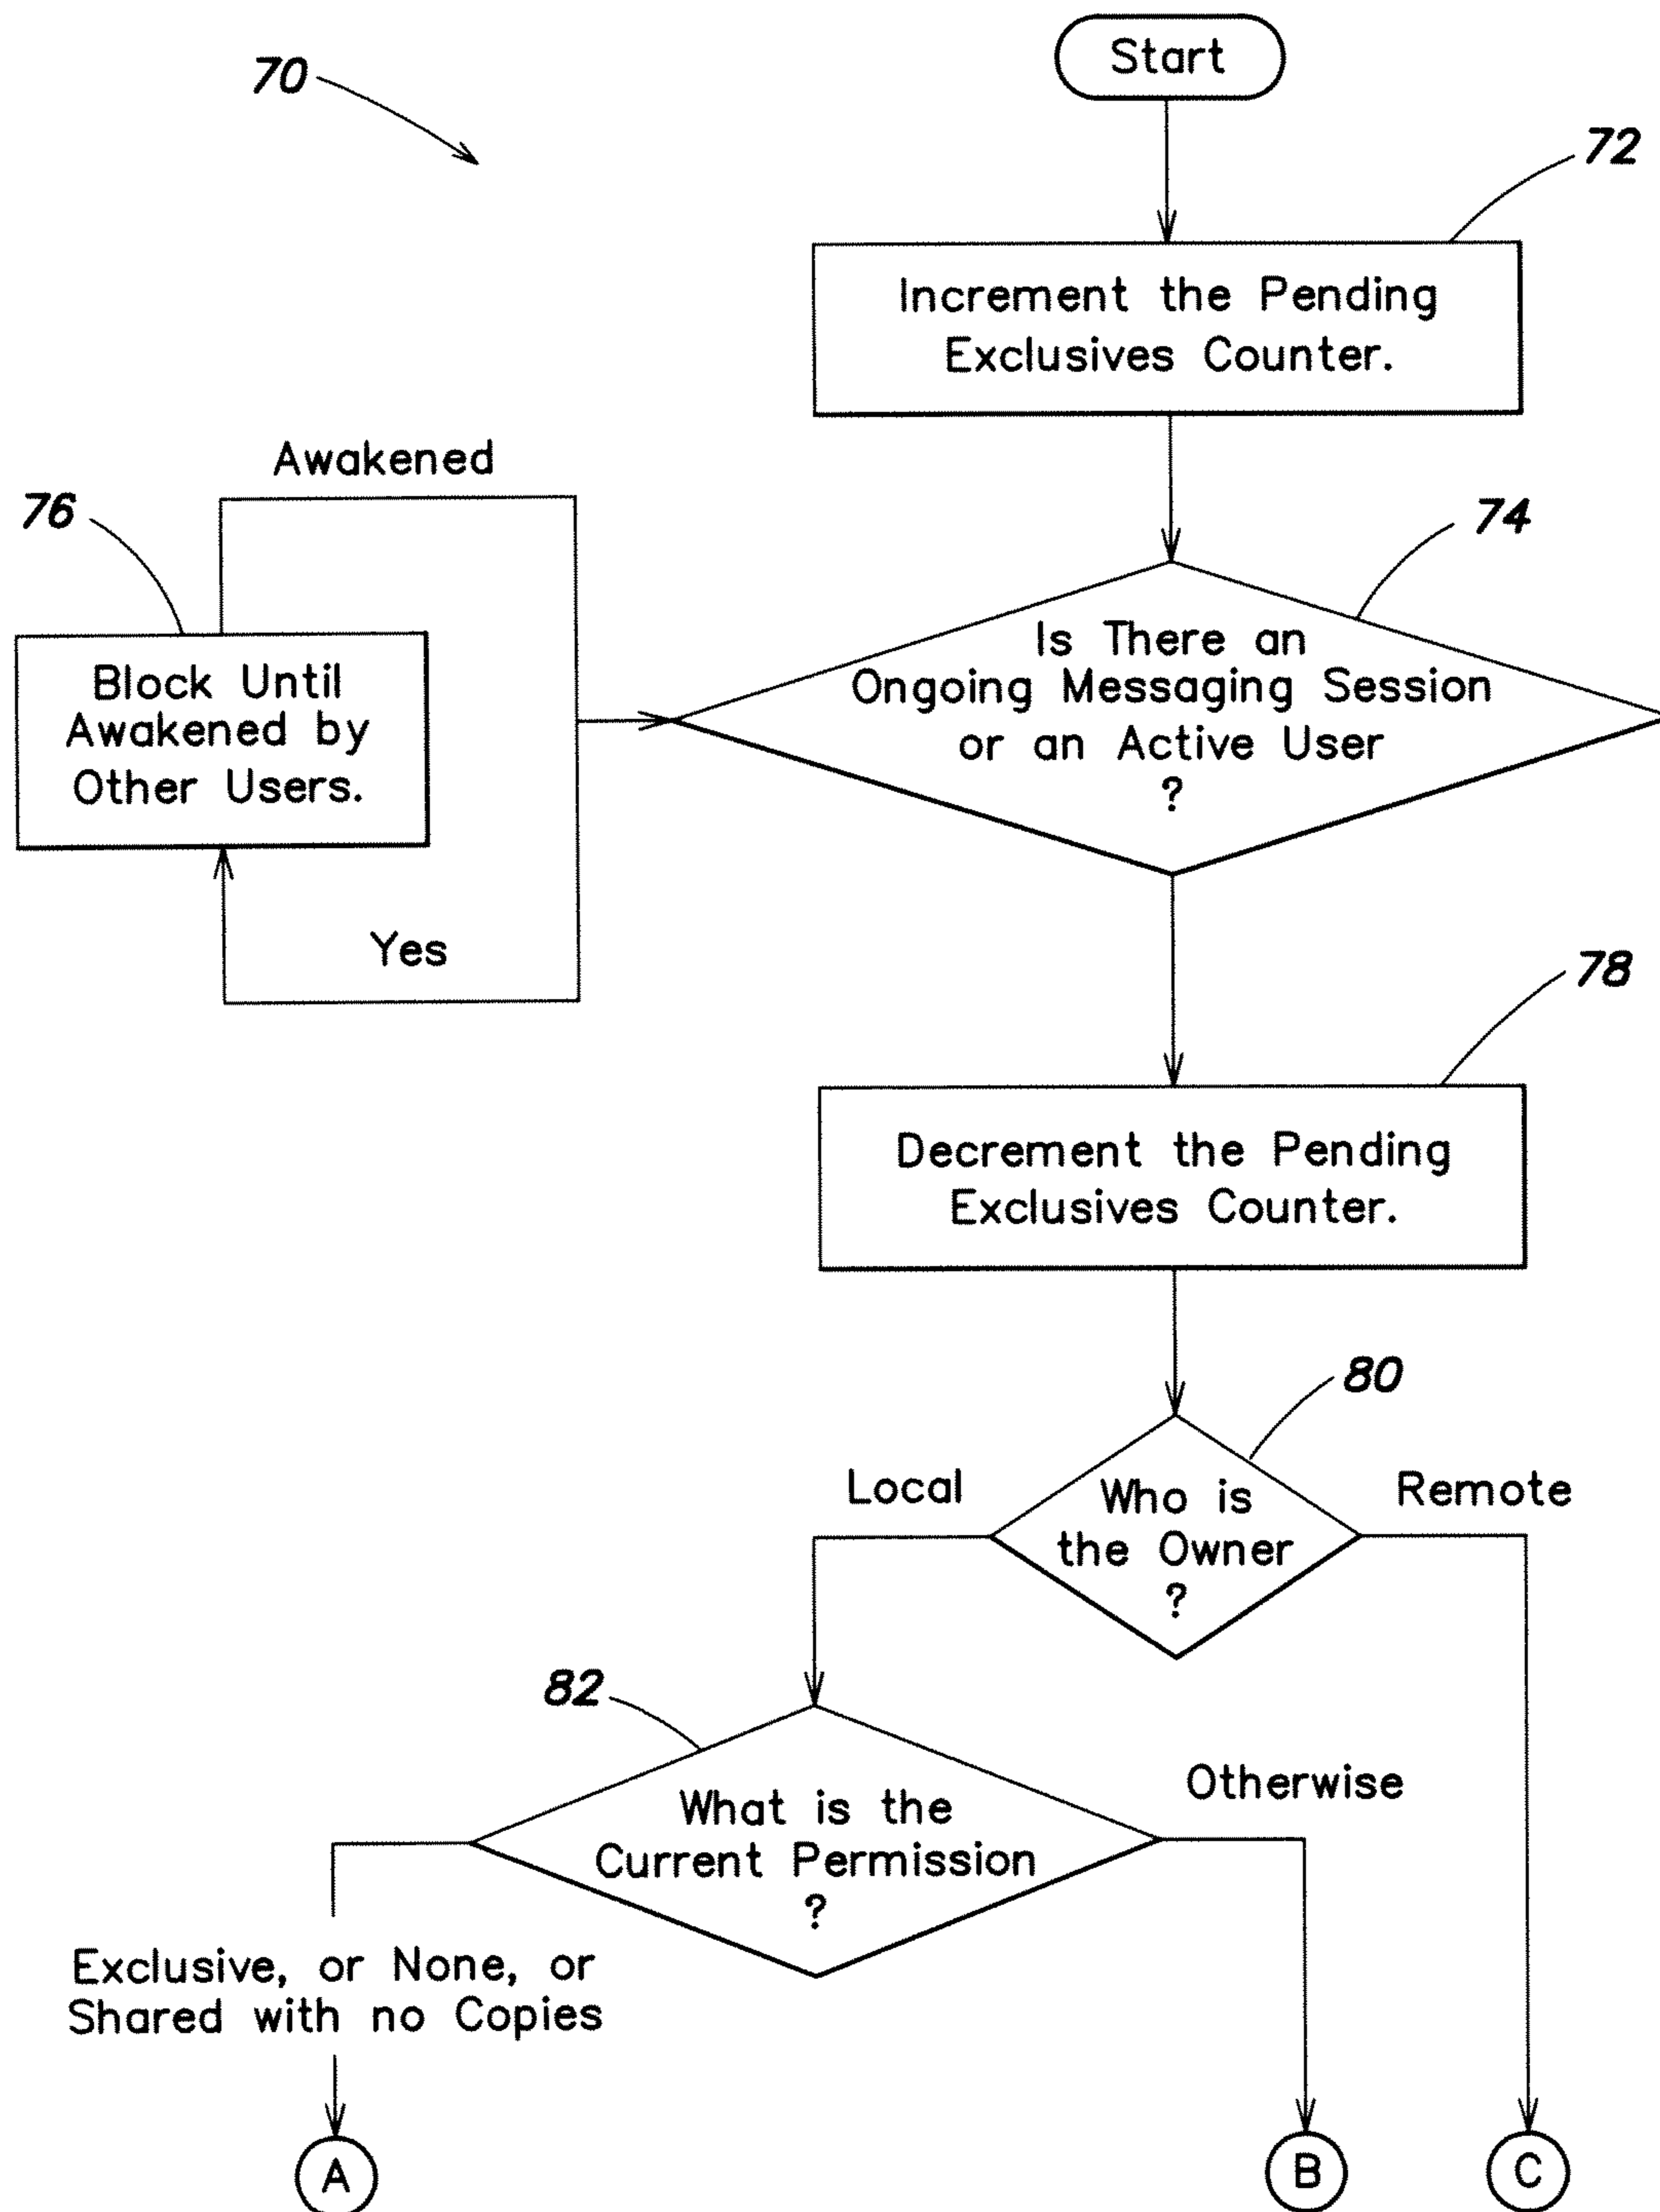 70
Start
72
Increment the Pending
Exclusives Counter.
Awakened
76
74
Block Until
Awakened by
Other Users.
Is There an
Ongoing Messaging Session
or an Active User
?
Yes
78
Decrement the Pending
Exclusives Counter.
80
Local
Who is
the Owner
?
Remote
82
What is the
Current Permission
?
Otherwise
Exclusive, or None, or
Shared with no Copies
A
B
C